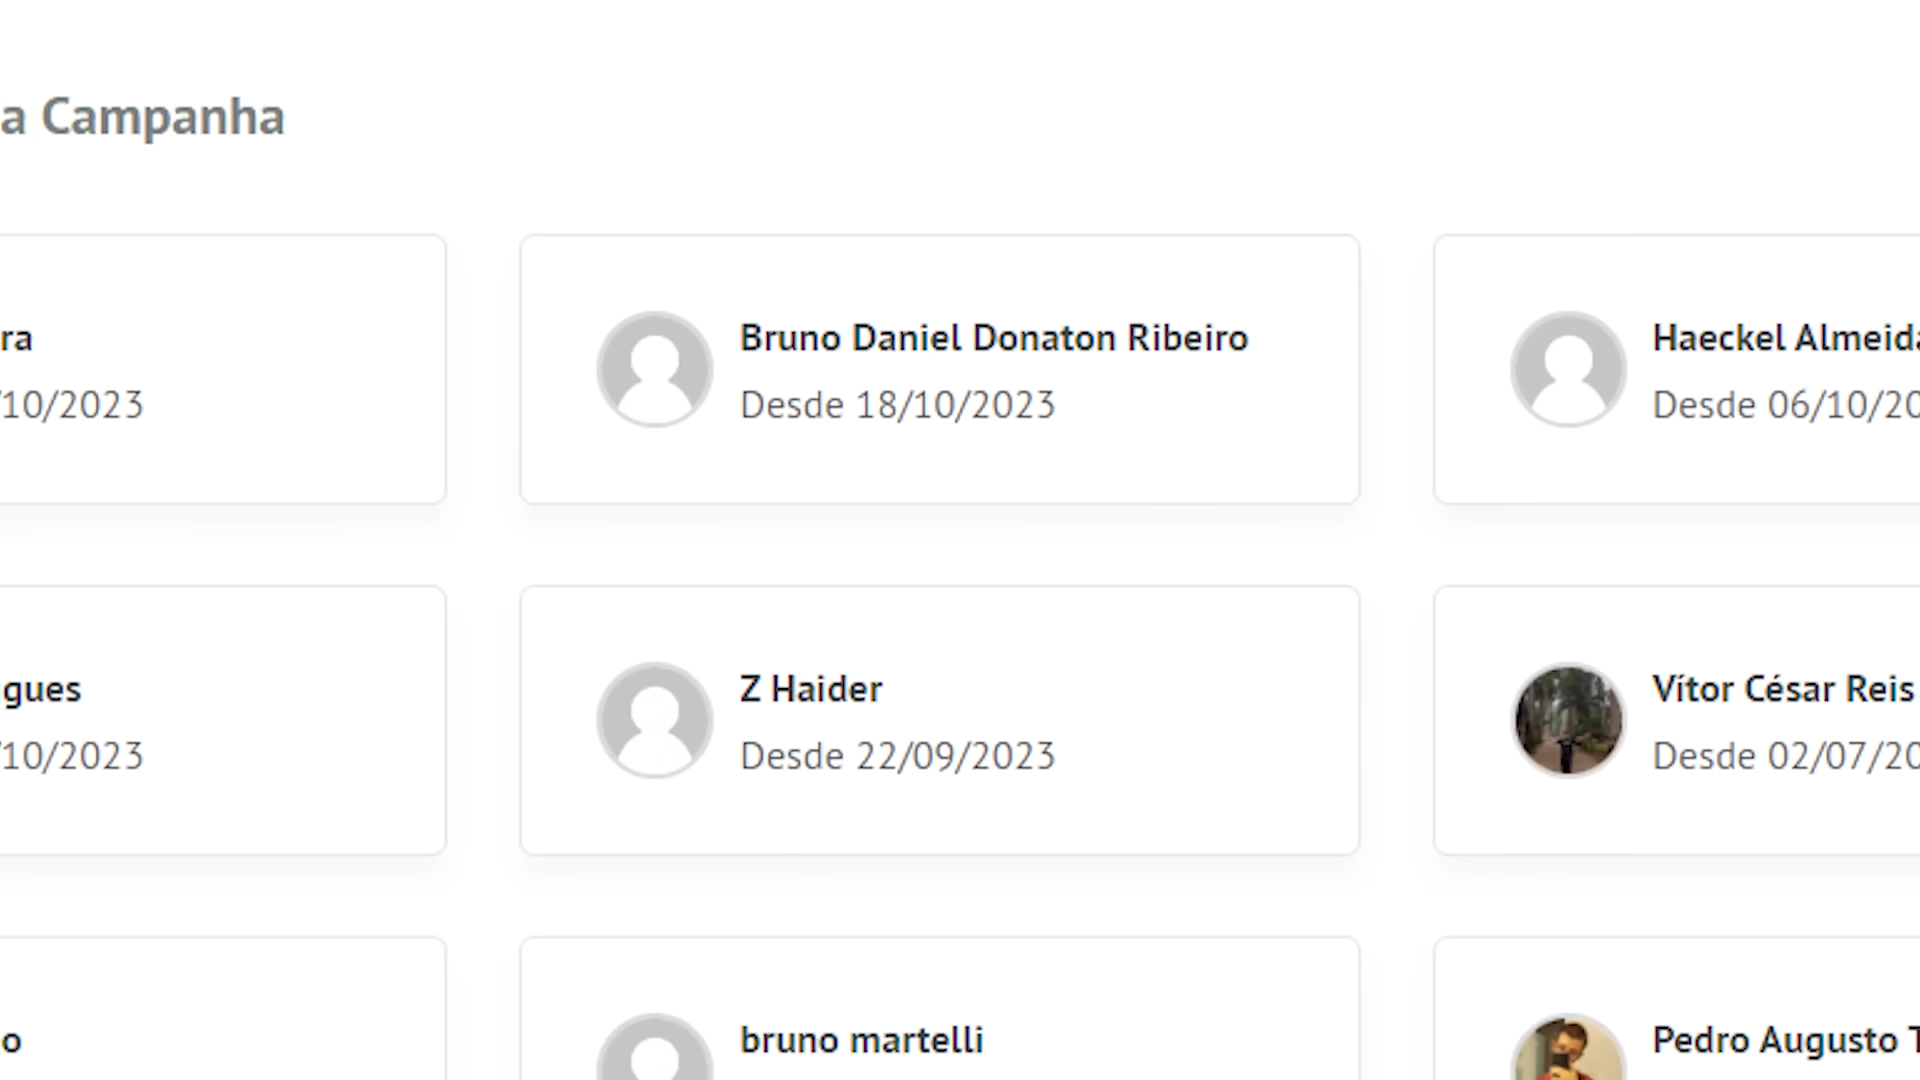 a Campanha
ra
/10/2023
Bruno Daniel Donaton Ribeiro
Desde 18/10/2023
Haeckel Almeida
Desde 06/10/20
gues
/10/2023
Z Haider
Desde 22/09/2023
Vítor César Reis
Desde 02/07/20
o
bruno martelli
Pedro Augusto T